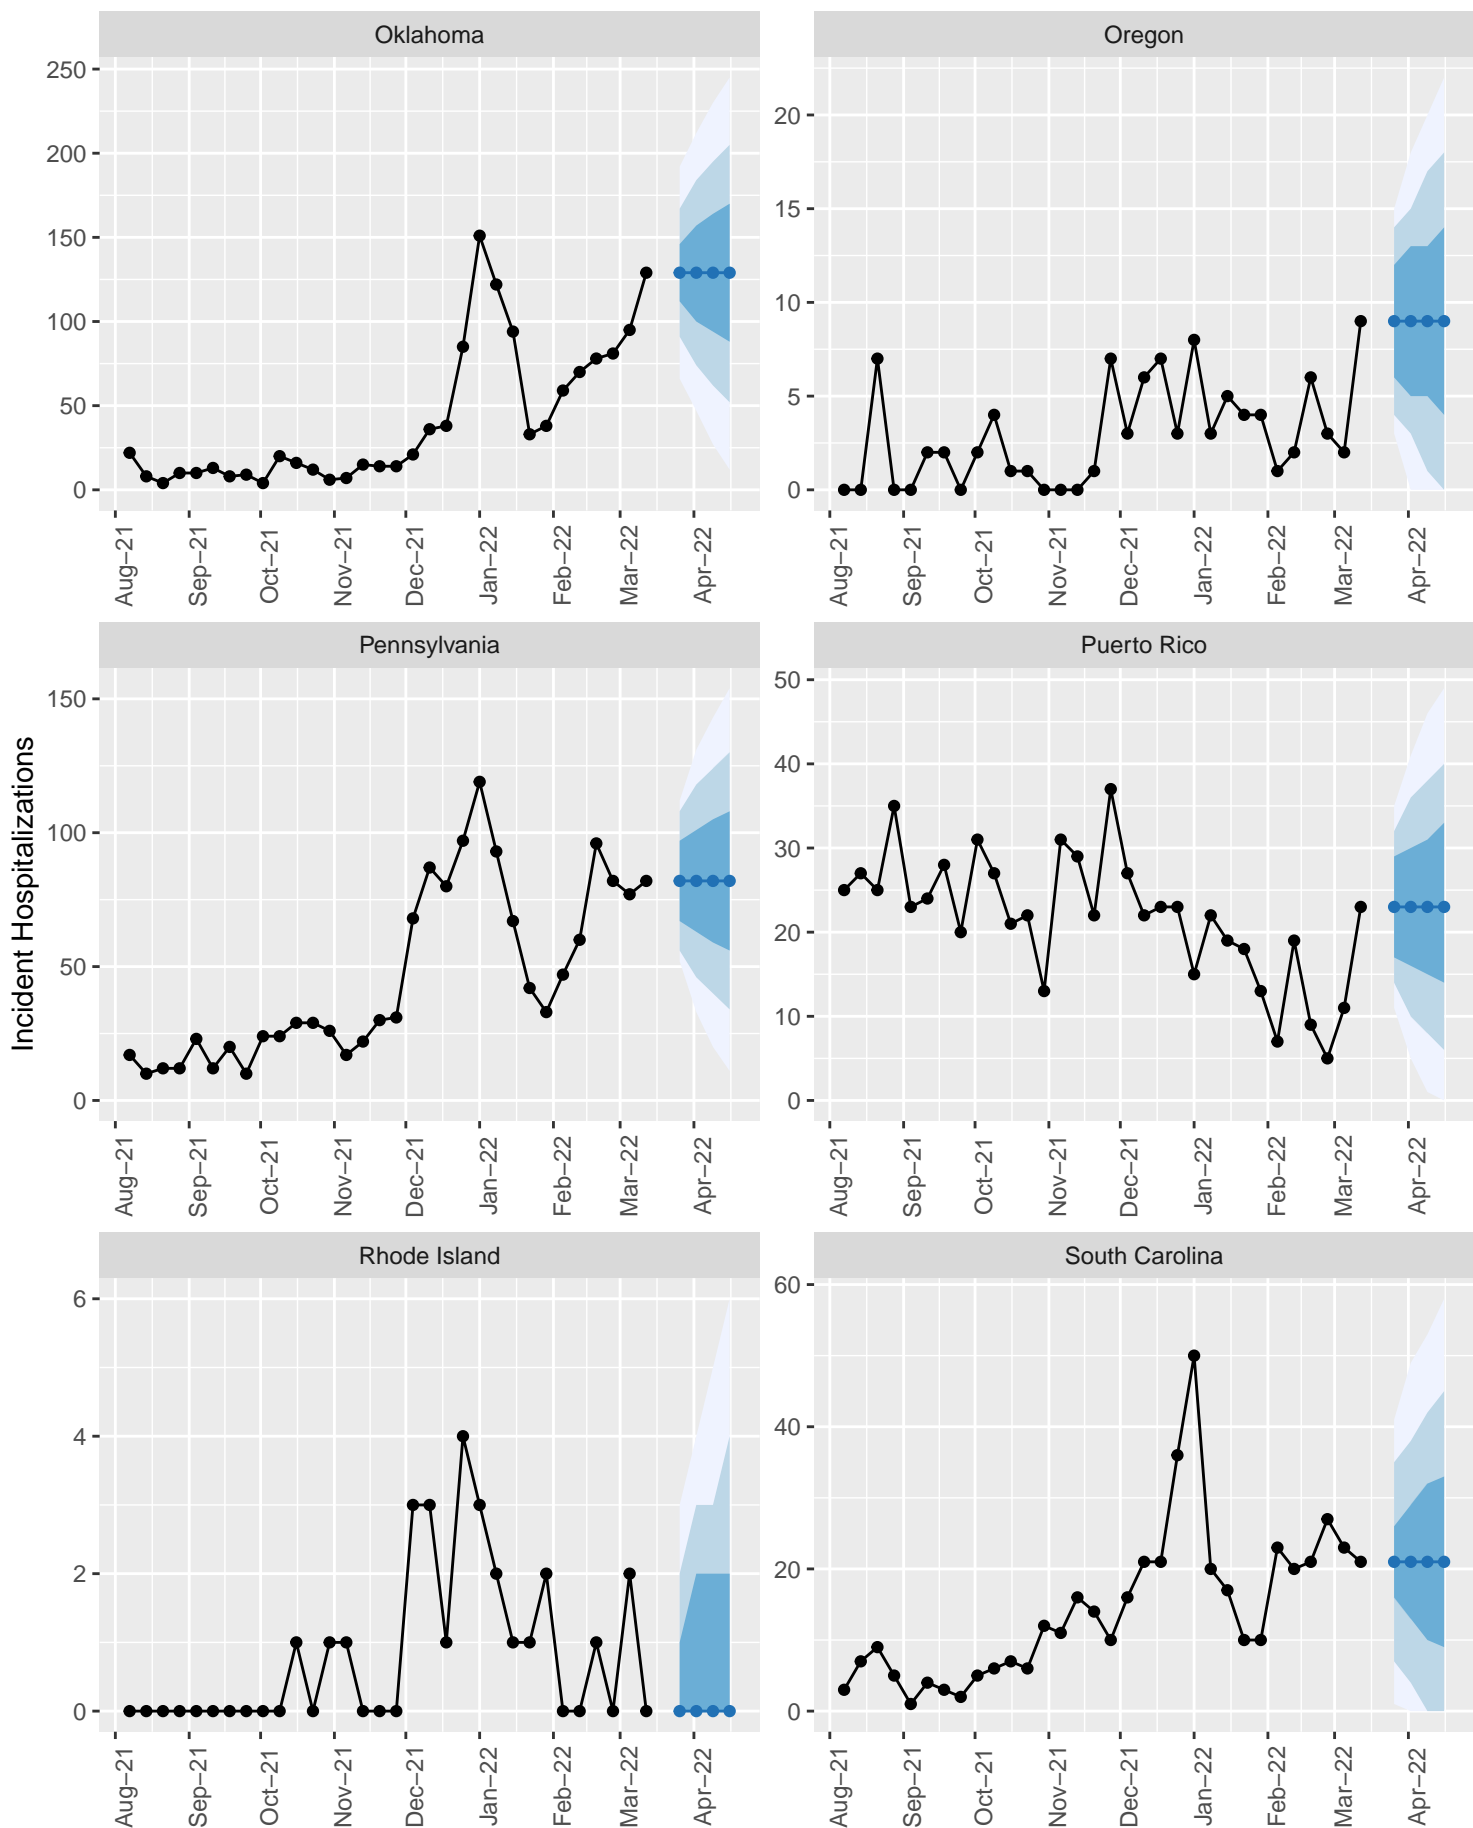 Oklahoma
Oregon
250
200
150
100
50
0
20
15
10
5
0
Aug−21 Sep−21 Oct−21 Nov−21 Dec−21 Jan−22 Feb−22 Mar−22 Apr−22
Aug−21 Sep−21 Oct−21 Nov−21 Dec−21 Jan−22 Feb−22 Mar−22 Apr−22
Pennsylvania
Puerto Rico
Incident Hospitalizations
150
100
50
0
50
40
30
20
10
0
Aug−21 Sep−21 Oct−21 Nov−21 Dec−21 Jan−22 Feb−22 Mar−22 Apr−22
Aug−21 Sep−21 Oct−21 Nov−21 Dec−21 Jan−22 Feb−22 Mar−22 Apr−22
Rhode Island
South Carolina
6
4
2
0
60
40
20
0
Aug−21 Sep−21 Oct−21 Nov−21 Dec−21 Jan−22 Feb−22 Mar−22 Apr−22
Aug−21 Sep−21 Oct−21 Nov−21 Dec−21 Jan−22 Feb−22 Mar−22 Apr−22